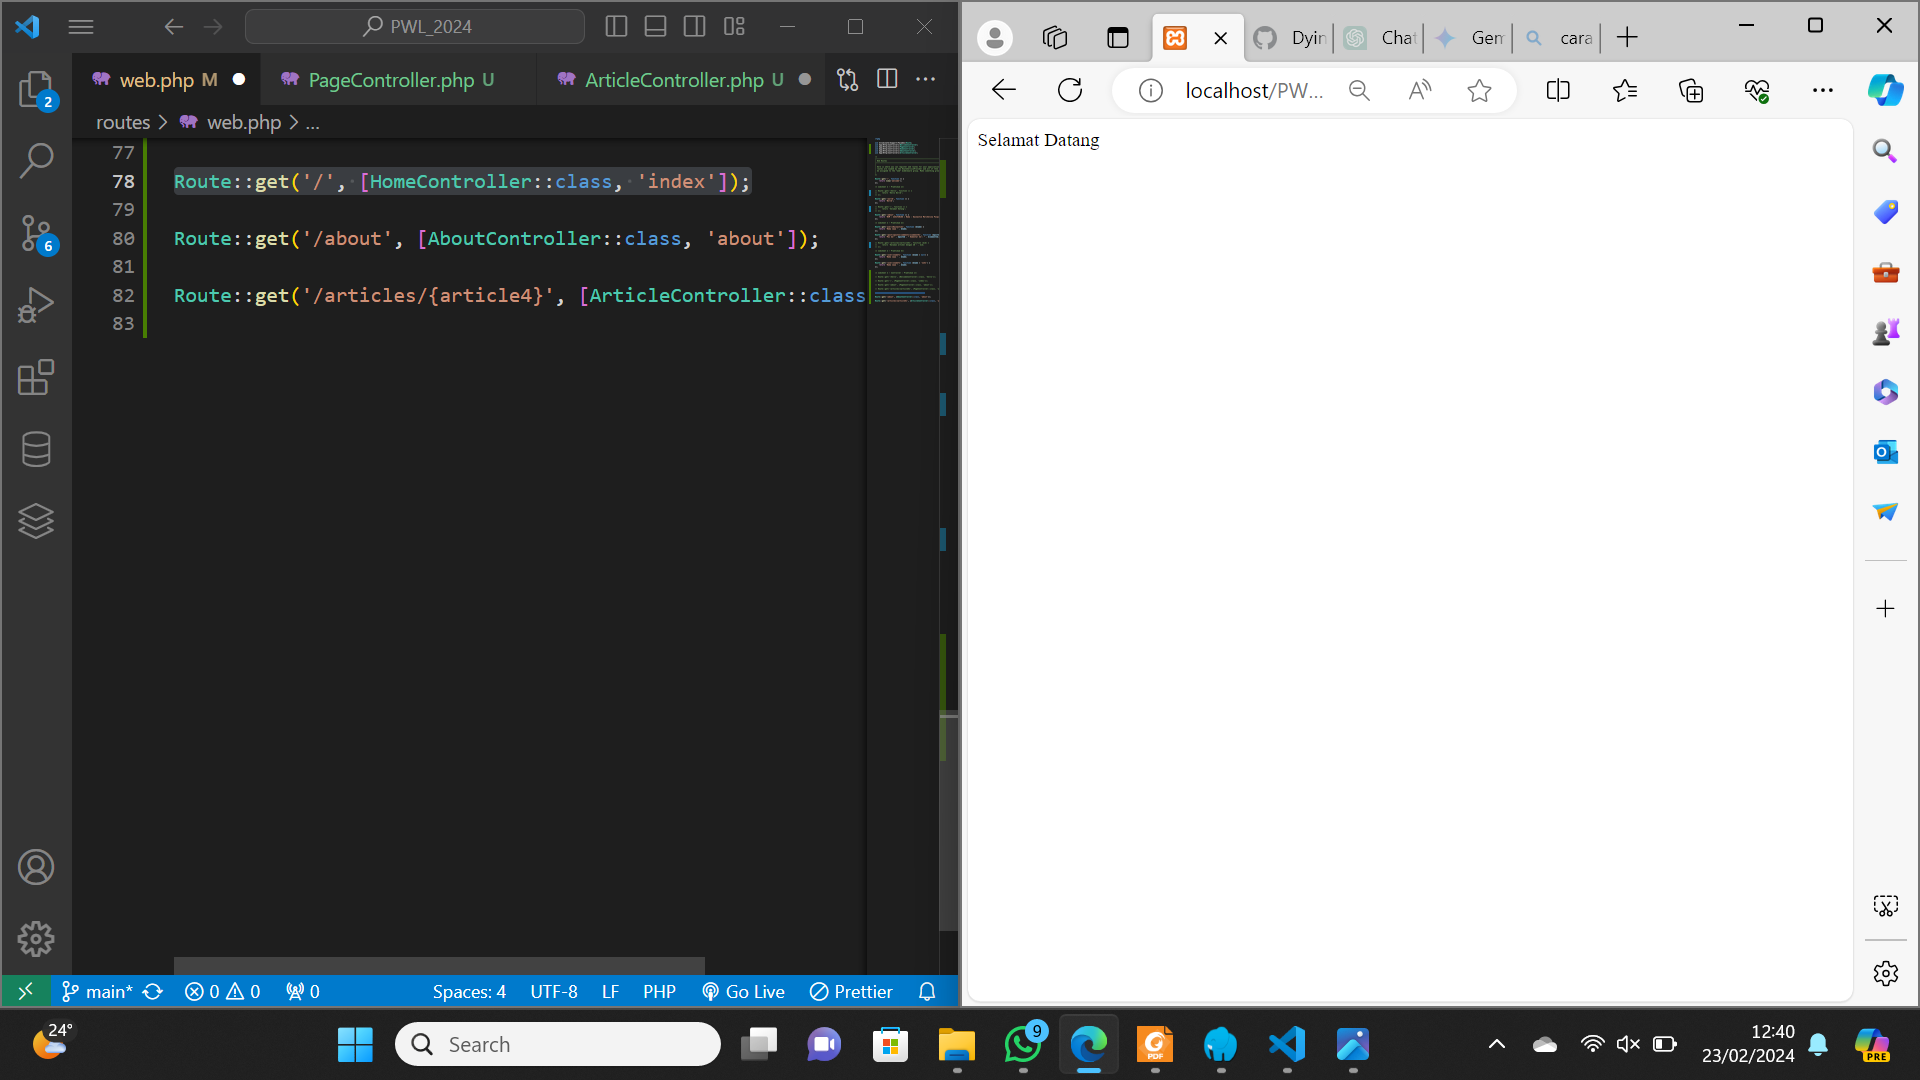 PWL_2024
web.php M
PageController.php U
ArticleController.php U
routes > web.php > ...
77
78 Route::get('/', [HomeController::class, 'index']);
79
80 Route::get('/about', [AboutController::class, 'about']);
81
82 Route::get('/articles/{article4}', [ArticleController::class
83
2
6
main* 0 0 0 Spaces: 4 UTF-8 LF PHP Go Live Prettier
Dyin Chat Gem cara
localhost/PW...
Selamat Datang
24°
Search
9
PDF
12:40
23/02/2024
PRE